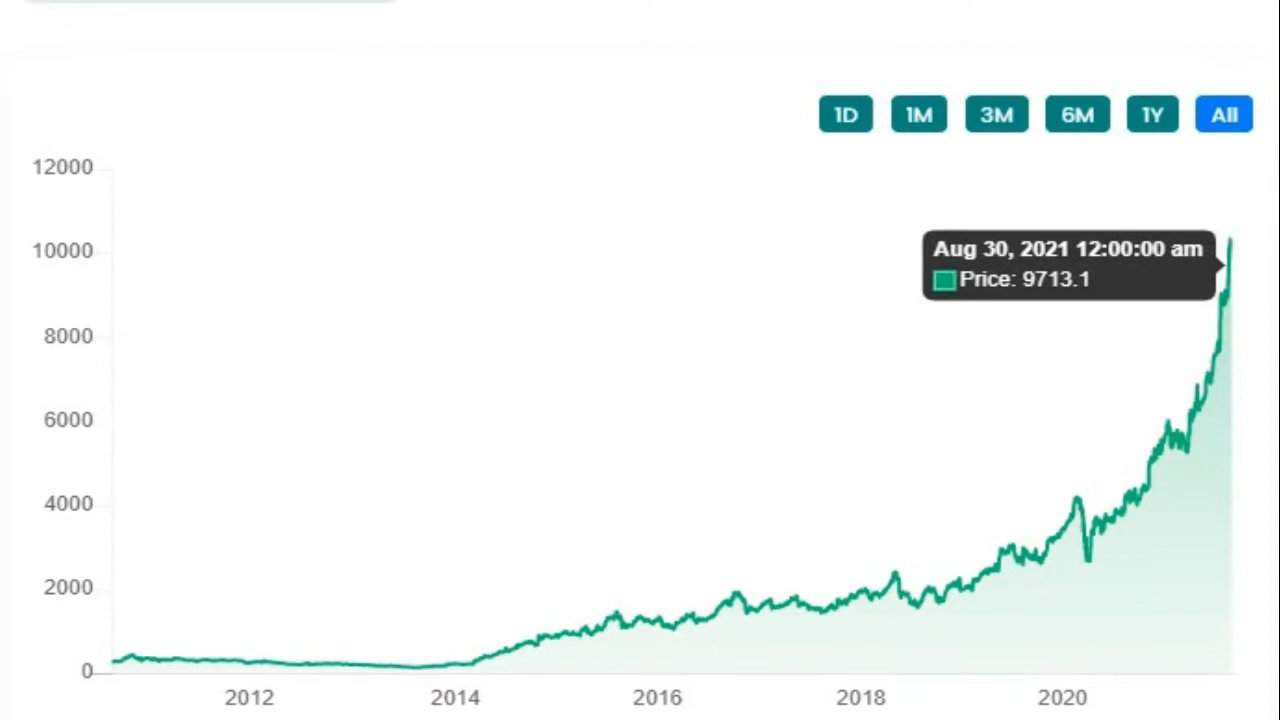 1D 1M 3M 6M 1Y All
12000
10000
8000
6000
4000
2000
0
Aug 30, 2021 12:00:00 am
Price: 9713.1
2012 2014 2016 2018 2020